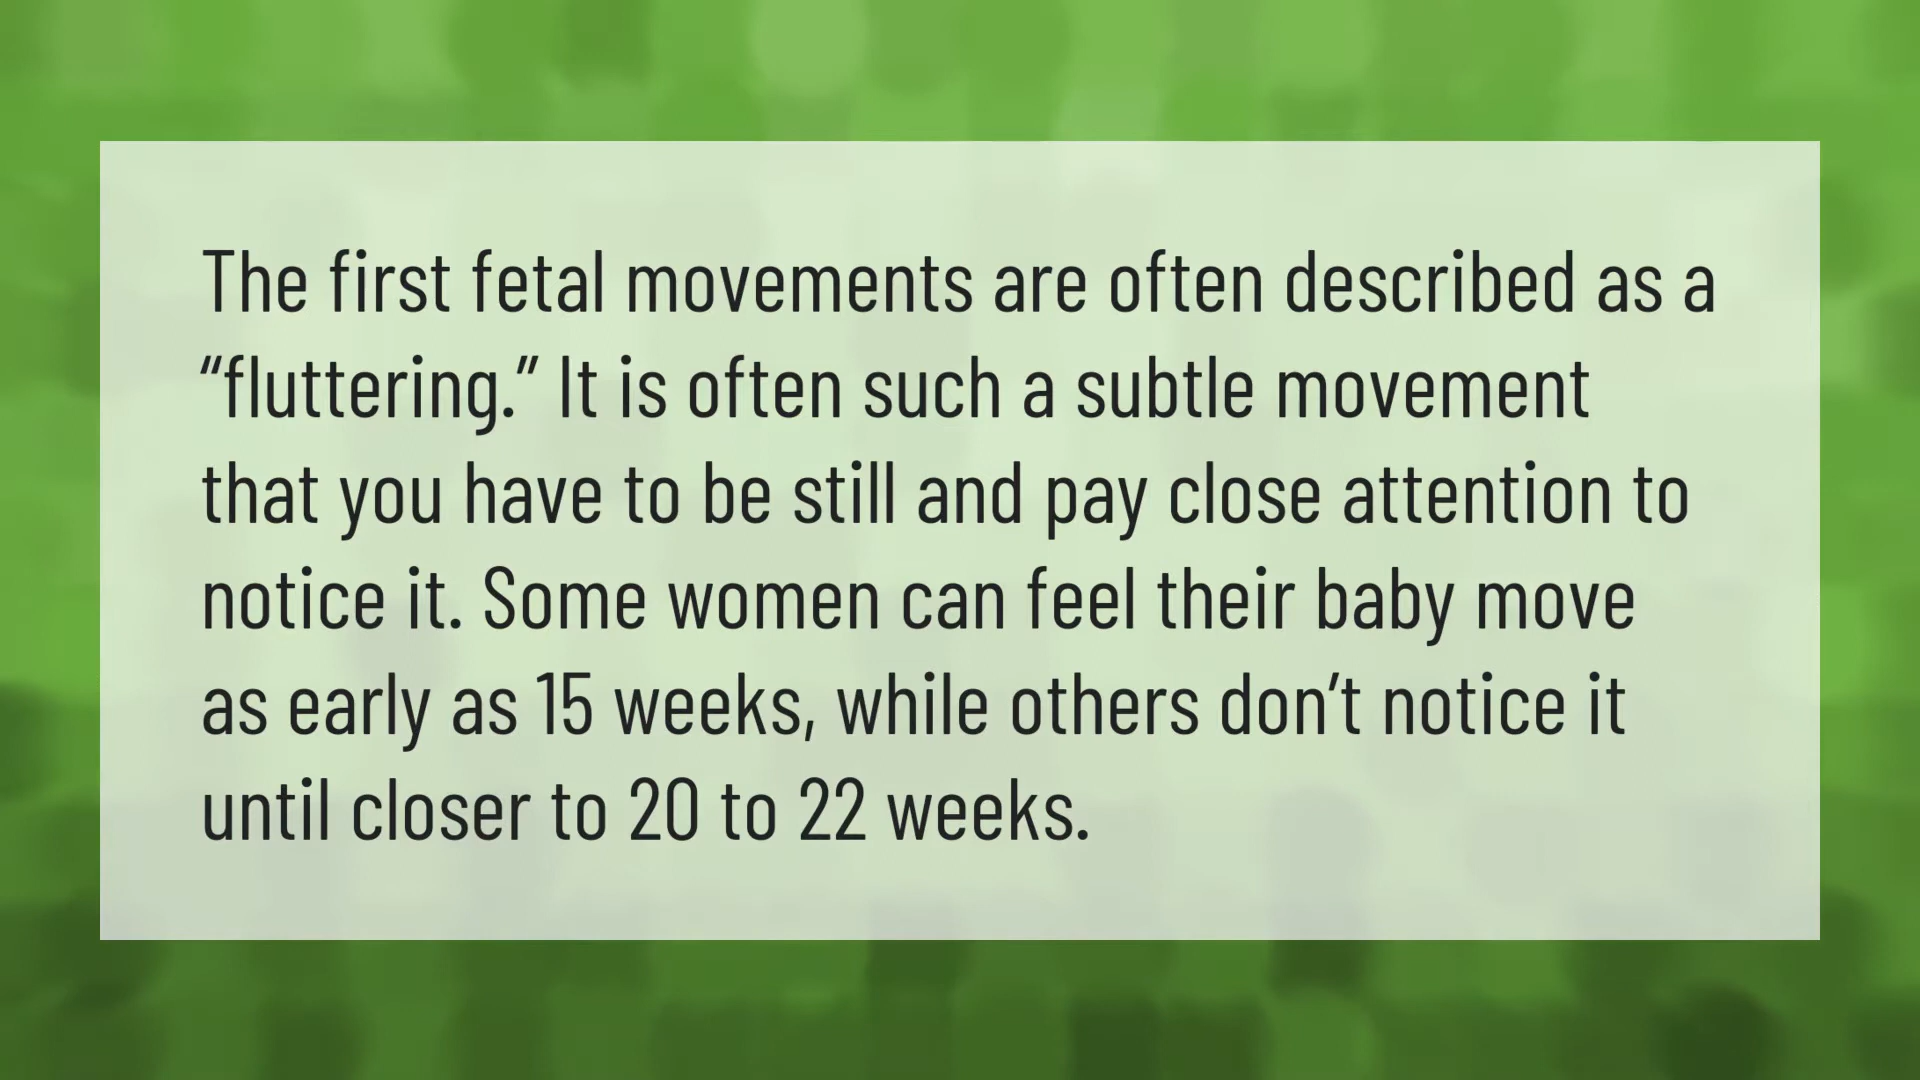 The first fetal movements are often described as a
“fluttering.” It is often such a subtle movement
that you have to be still and pay close attention to
notice it. Some women can feel their baby move
as early as 15 weeks, while others don’t notice it
until closer to 20 to 22 weeks.